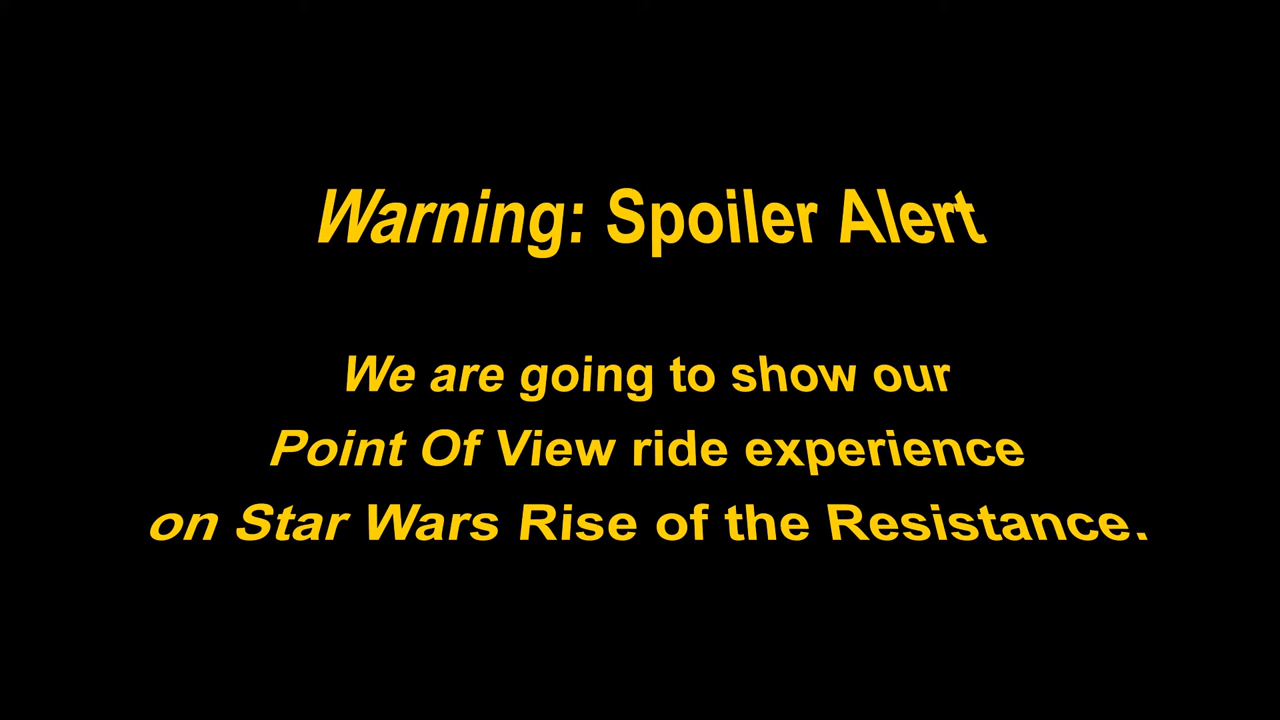 Warning: Spoiler Alert
We are going to show our
Point Of View ride experience
on Star Wars Rise of the Resistance.